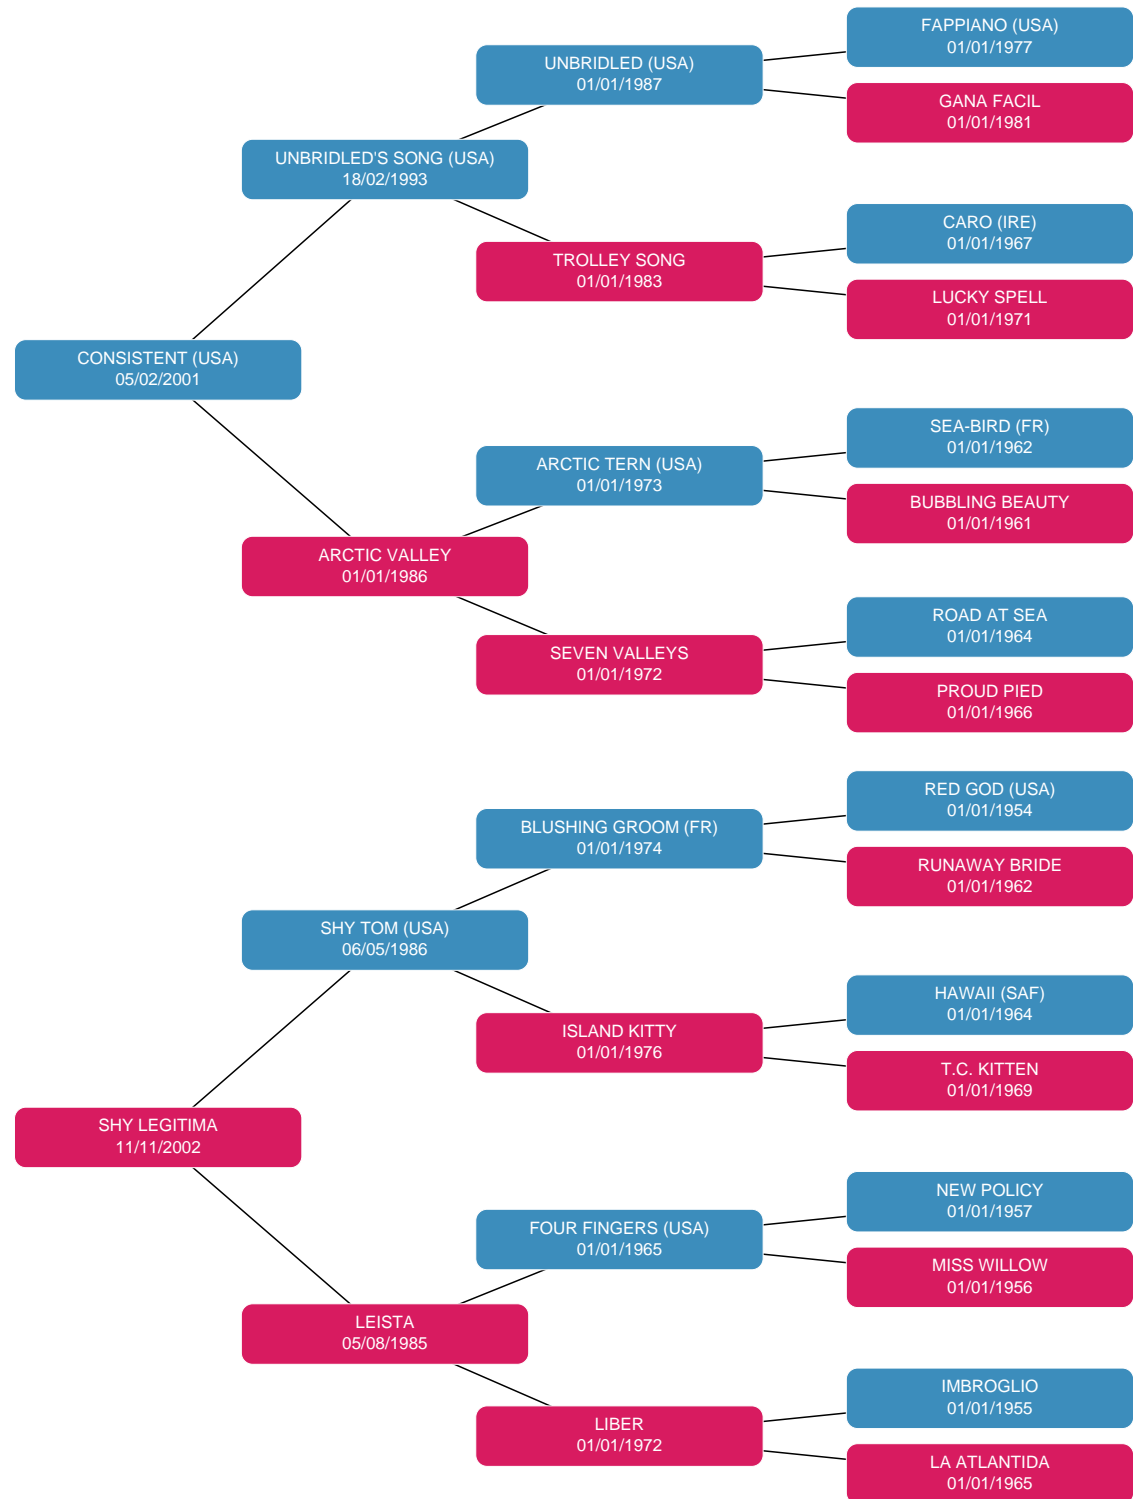 FAPPIANO (USA)
01/01/1977
UNBRIDLED (USA)
01/01/1987
GANA FACIL
01/01/1981
UNBRIDLED'S SONG (USA)
18/02/1993
CARO (IRE)
01/01/1967
TROLLEY SONG
01/01/1983
LUCKY SPELL
01/01/1971
CONSISTENT (USA)
05/02/2001
SEA-BIRD (FR)
01/01/1962
ARCTIC TERN (USA)
01/01/1973
BUBBLING BEAUTY
01/01/1961
ARCTIC VALLEY
01/01/1986
ROAD AT SEA
01/01/1964
SEVEN VALLEYS
01/01/1972
PROUD PIED
01/01/1966
RED GOD (USA)
01/01/1954
BLUSHING GROOM (FR)
01/01/1974
RUNAWAY BRIDE
01/01/1962
SHY TOM (USA)
06/05/1986
HAWAII (SAF)
01/01/1964
ISLAND KITTY
01/01/1976
T.C. KITTEN
01/01/1969
SHY LEGITIMA
11/11/2002
NEW POLICY
01/01/1957
FOUR FINGERS (USA)
01/01/1965
MISS WILLOW
01/01/1956
LEISTA
05/08/1985
IMBROGLIO
01/01/1955
LIBER
01/01/1972
LA ATLANTIDA
01/01/1965